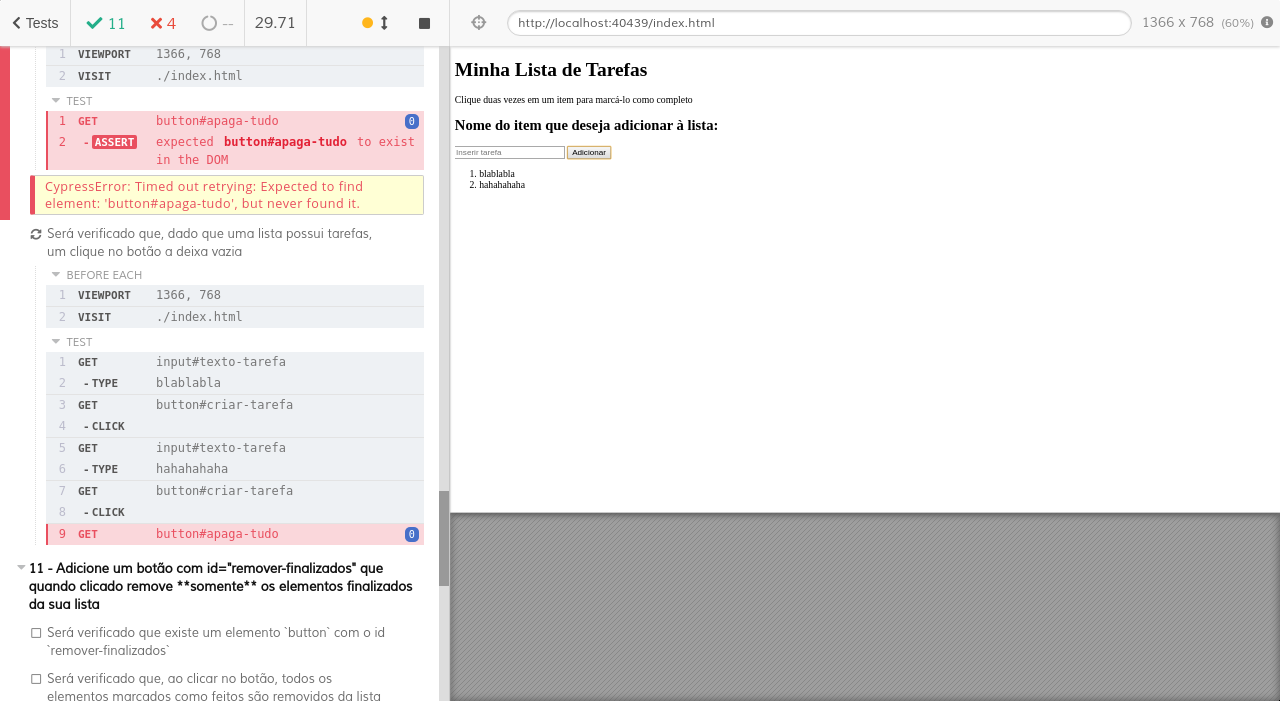 Tests
11
4
--
29.71
http://localhost:40439/index.html
1366 x 768 (60%)
1 VIEWPORT 1366, 768
2 VISIT ./index.html
TEST
1 GET button#apaga-tudo 0
2 - ASSERT expected button#apaga-tudo to exist
in the DOM
CypressError: Timed out retrying: Expected to find
element: 'button#apaga-tudo', but never found it.
Será verificado que, dado que uma lista possui tarefas,
um clique no botão a deixa vazia
BEFORE EACH
1 VIEWPORT 1366, 768
2 VISIT ./index.html
TEST
1 GET input#texto-tarefa
2 - TYPE blablabla
3 GET button#criar-tarefa
4 - CLICK
5 GET input#texto-tarefa
6 - TYPE hahahahaha
7 GET button#criar-tarefa
8 - CLICK
9 GET button#apaga-tudo 0
11 - Adicione um botão com id="remover-finalizados" que
quando clicado remove **somente** os elementos finalizados
da sua lista
Será verificado que existe um elemento `button` com o id
`remover-finalizados`
Será verificado que, ao clicar no botão, todos os
elementos marcados como feitos são removidos da lista
Minha Lista de Tarefas
Clique duas vezes em um item para marcá-lo como completo
Nome do item que deseja adicionar à lista:
Inserir tarefa Adicionar
1. blablabla
2. hahahahaha